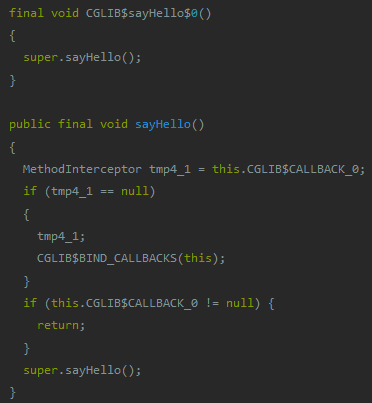 final void CGLIB$sayHello$0()
{
  super.sayHello();
}

public final void sayHello()
{
  MethodInterceptor tmp4_1 = this.CGLIB$CALLBACK_0;
  if (tmp4_1 == null)
  {
    tmp4_1;
    CGLIB$BIND_CALLBACKS(this);
  }
  if (this.CGLIB$CALLBACK_0 != null) {
    return;
  }
  super.sayHello();
}